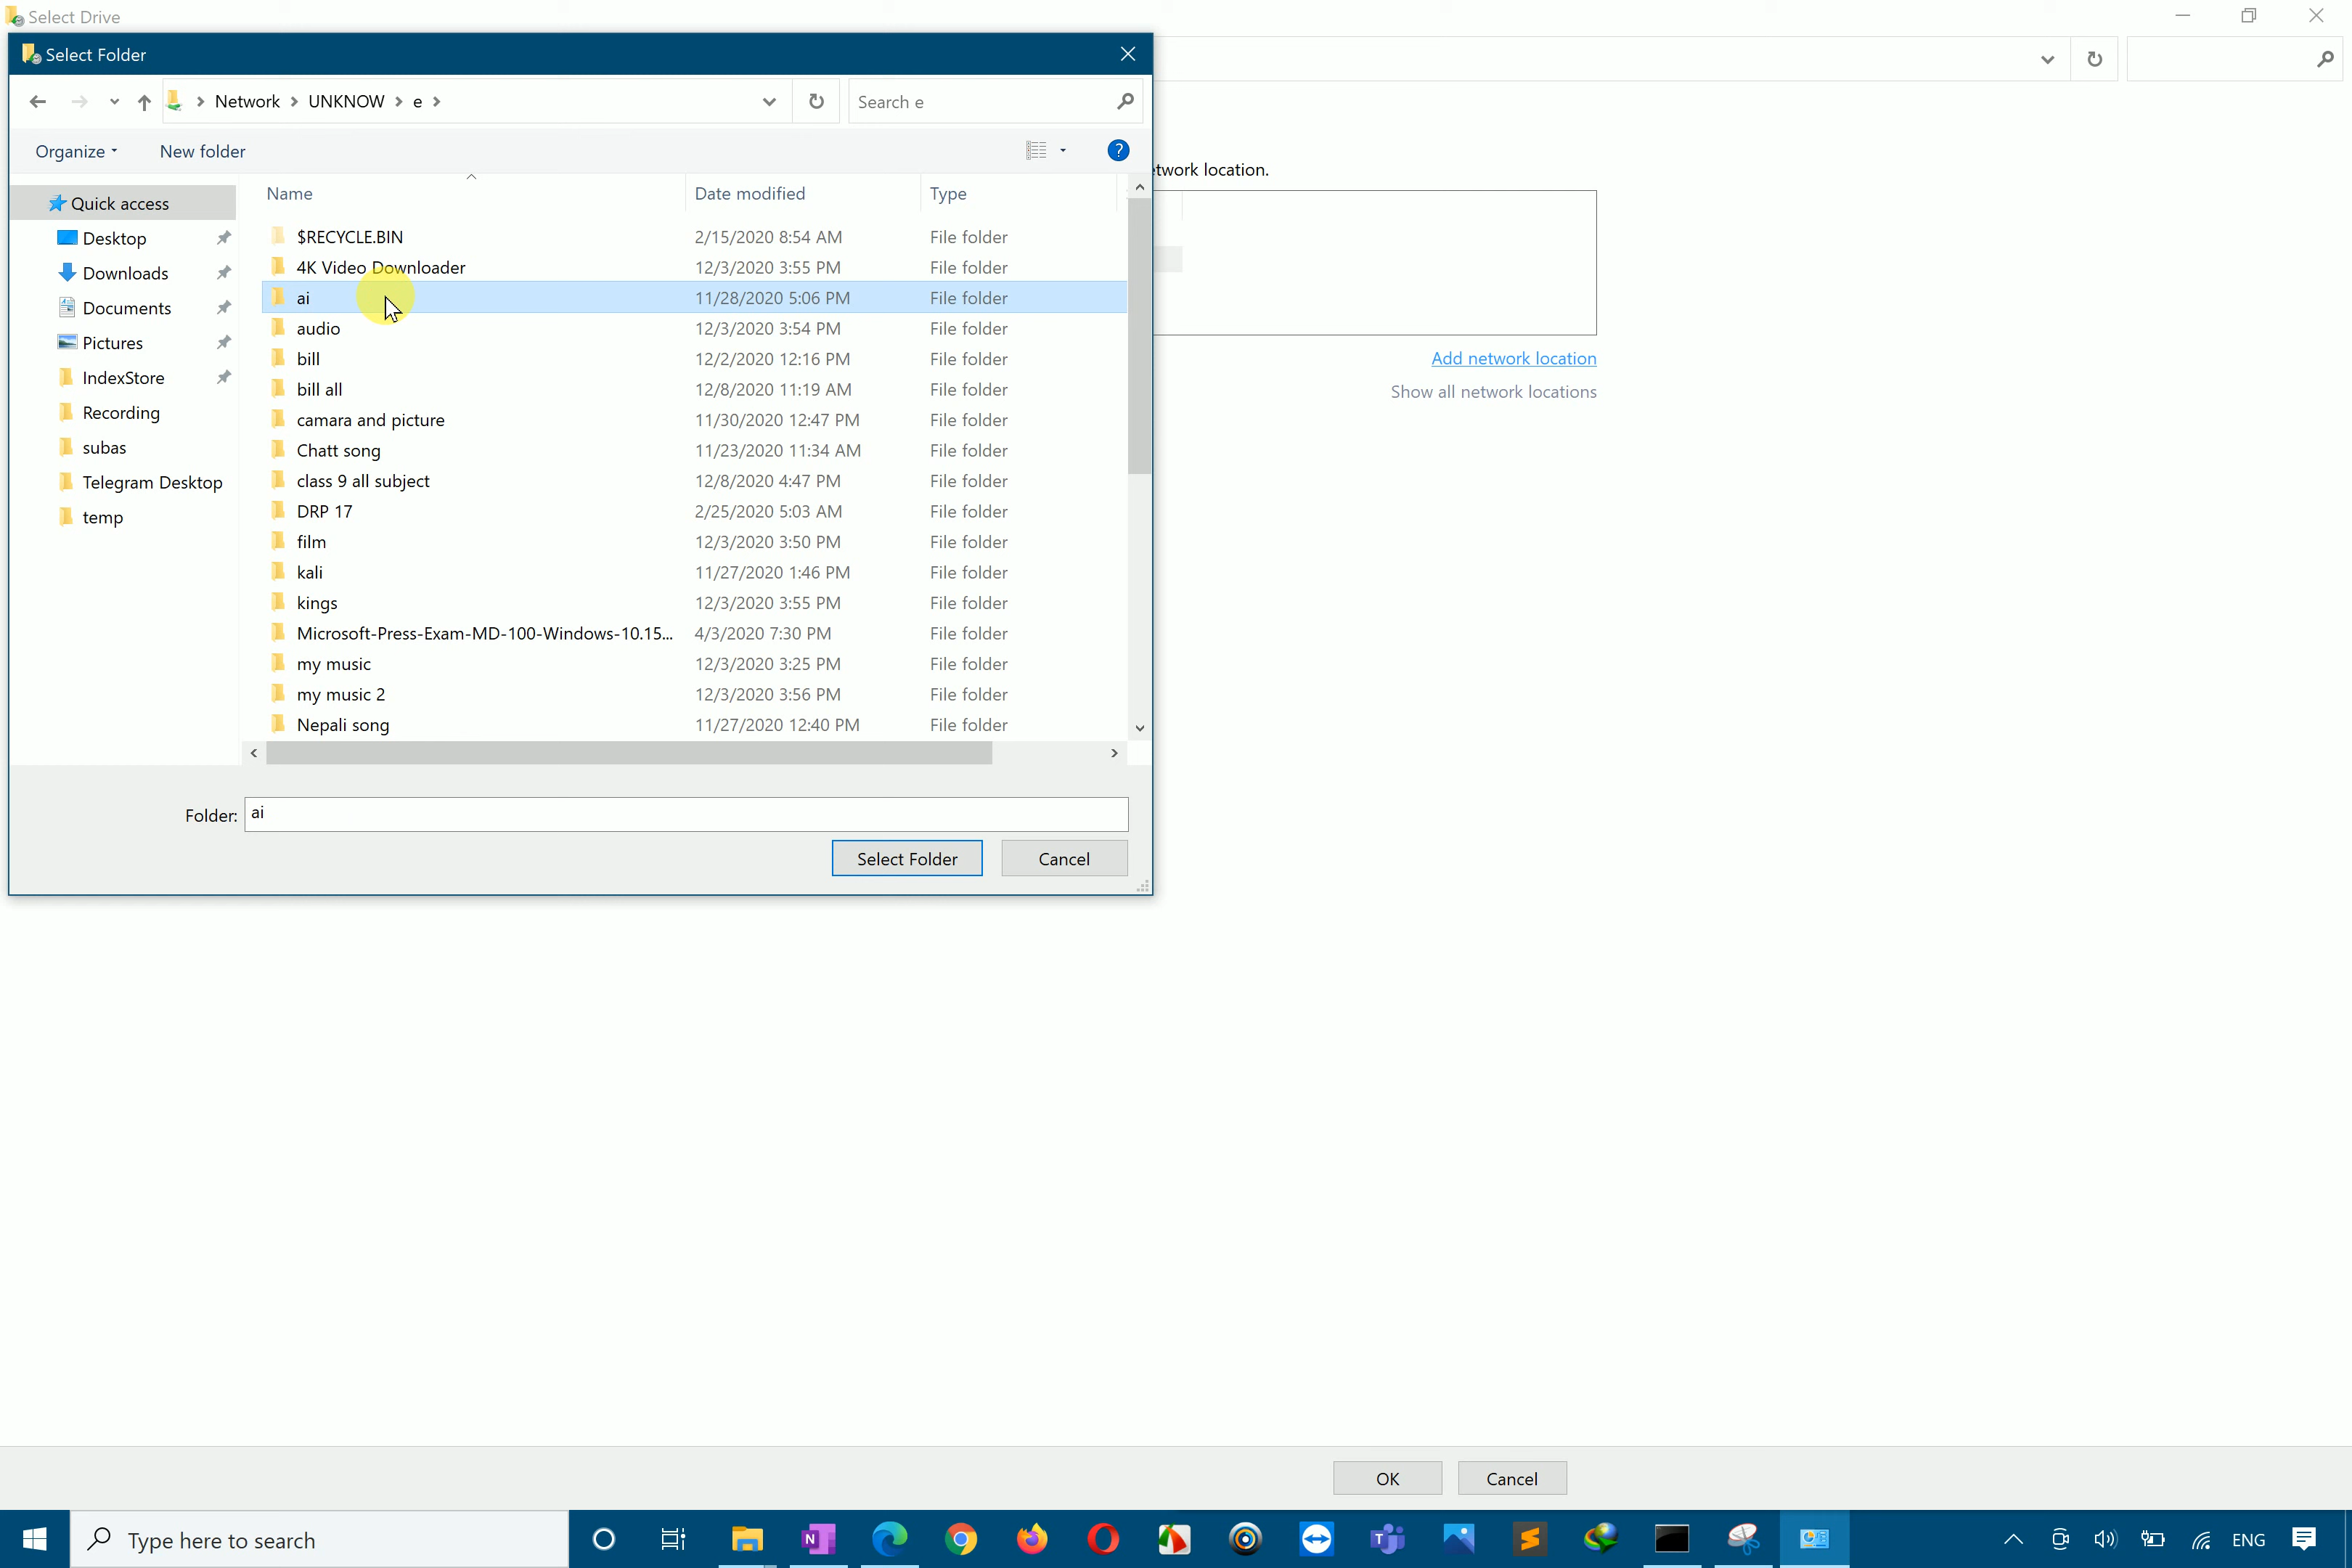 Select Drive
Select Folder
Network UNKNOW e
Search e
Organize
New folder
?
twork location.
Name Date modified Type
Quick access
Desktop
Downloads
Documents
Pictures
IndexStore
Recording
subas
Telegram Desktop
temp
$RECYCLE.BIN 2/15/2020 8:54 AM File folder
4K Video Downloader 12/3/2020 3:55 PM File folder
ai 11/28/2020 5:06 PM File folder
audio 12/3/2020 3:54 PM File folder
bill 12/2/2020 12:16 PM File folder
bill all 12/8/2020 11:19 AM File folder
camara and picture 11/30/2020 12:47 PM File folder
Chatt song 11/23/2020 11:34 AM File folder
class 9 all subject 12/8/2020 4:47 PM File folder
DRP 17 2/25/2020 5:03 AM File folder
film 12/3/2020 3:50 PM File folder
kali 11/27/2020 1:46 PM File folder
kings 12/3/2020 3:55 PM File folder
Microsoft-Press-Exam-MD-100-Windows-10.15... 4/3/2020 7:30 PM File folder
my music 12/3/2020 3:25 PM File folder
my music 2 12/3/2020 3:56 PM File folder
Nepali song 11/27/2020 12:40 PM File folder
Add network location
Show all network locations
Folder: ai
Select Folder
Cancel
OK
Cancel
Type here to search
ENG